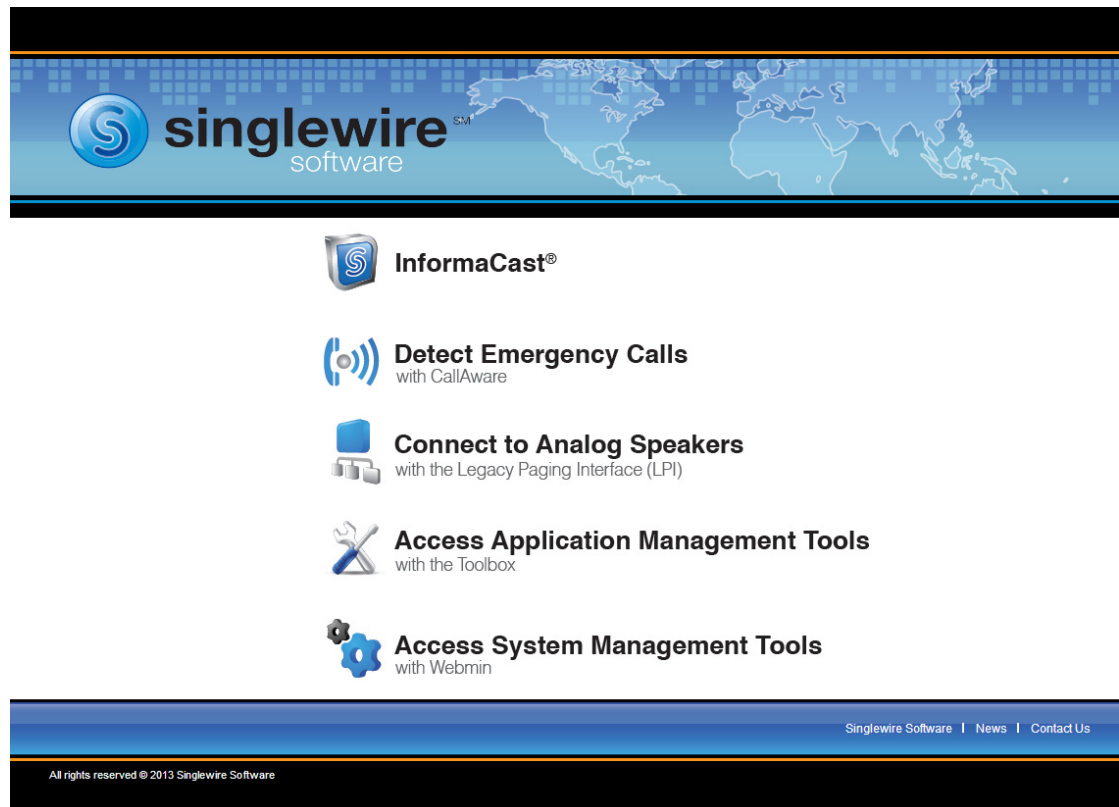 singlewire SM
software
InformaCast®
Detect Emergency Calls
with CallAware
Connect to Analog Speakers
with the Legacy Paging Interface (LPI)
Access Application Management Tools
with the Toolbox
Access System Management Tools
with Webmin
Singlewire Software | News | Contact Us
All rights reserved © 2013 Singlewire Software